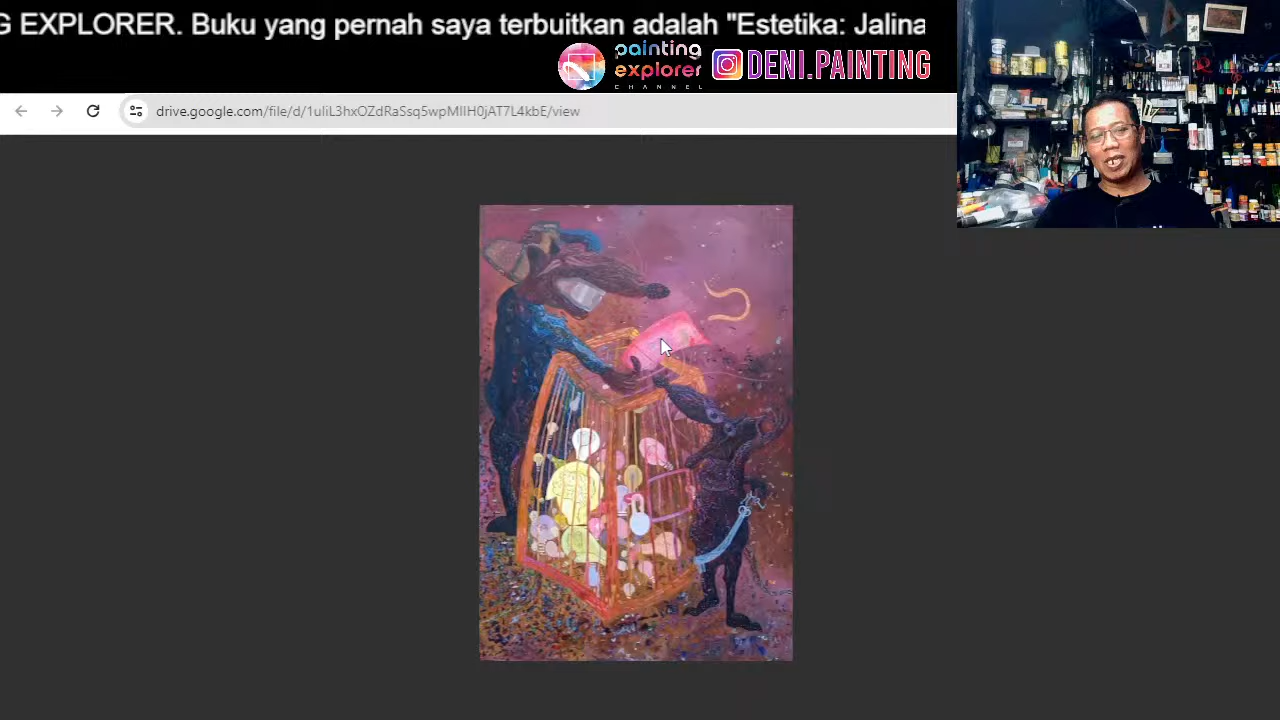 G EXPLORER. Buku yang pernah saya terbuitkan adalah "Estetika: Jalina
painting
explorer
CHANNEL
DENI.PAINTING
drive.google.com/file/d/1uIiL3hxOZdRaSsq5wpMIIH0jAT7L4kbE/view